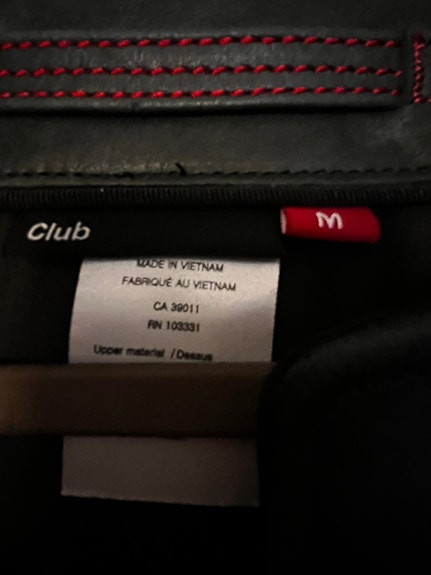 Club
M
MADE IN VIETNAM
FABRIQUÉ AU VIETNAM
CA 39011
RN 103331
Upper material / Dessus